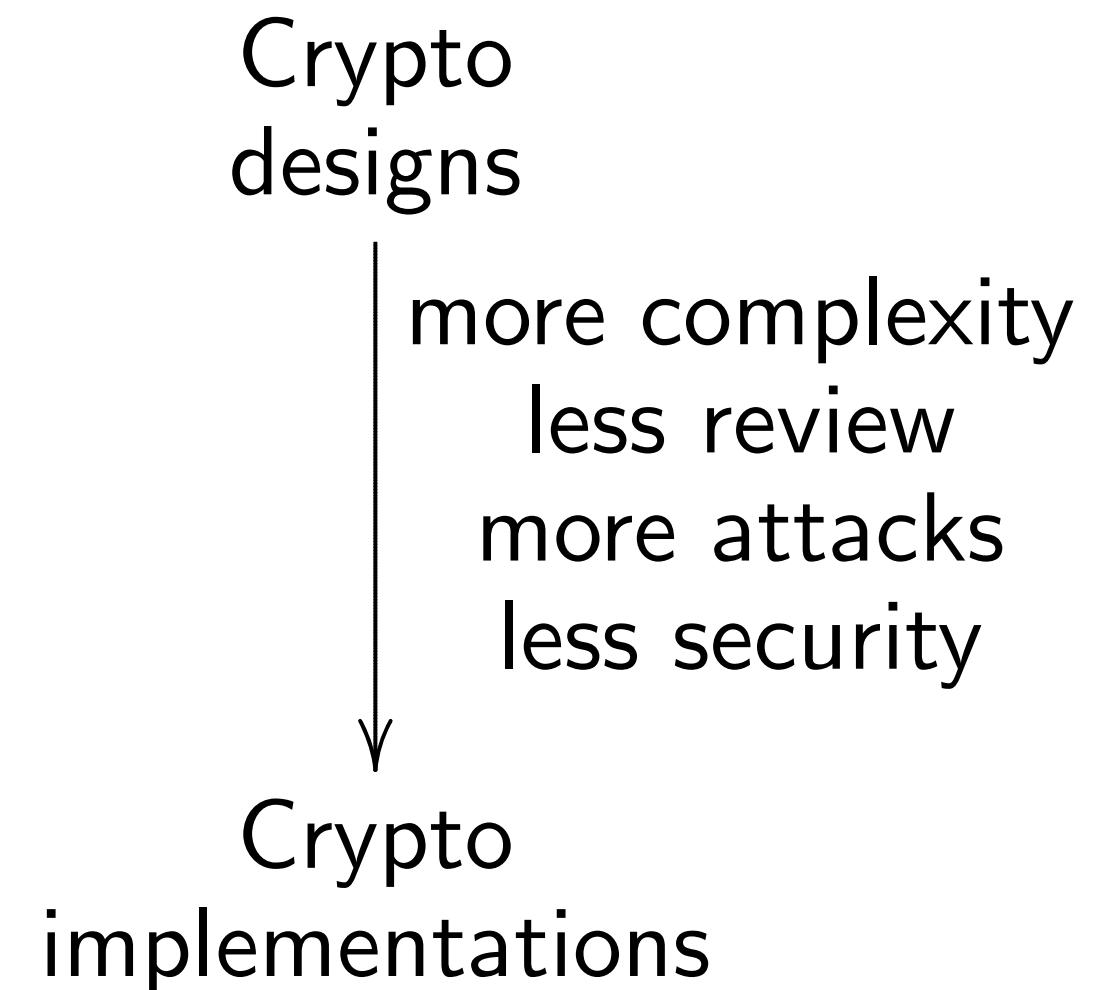 Crypto
designs
more complexity
less review
more attacks
less security
Crypto
implementations